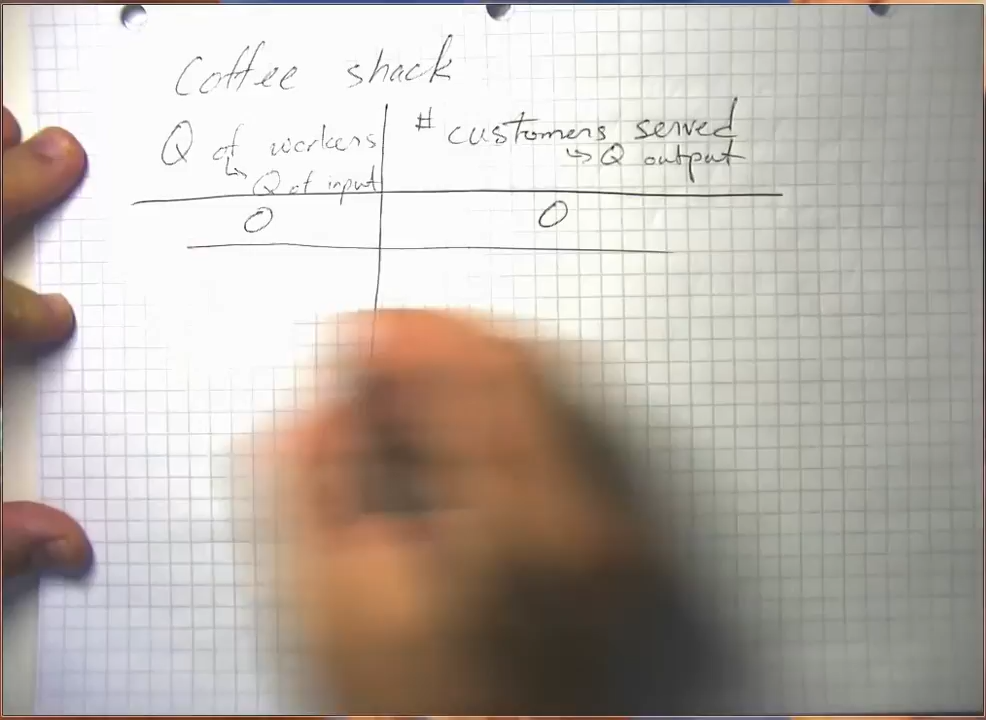 Coffee shack
Q of workers
↳ Q of input
# customers served
↳ Q output
0
0